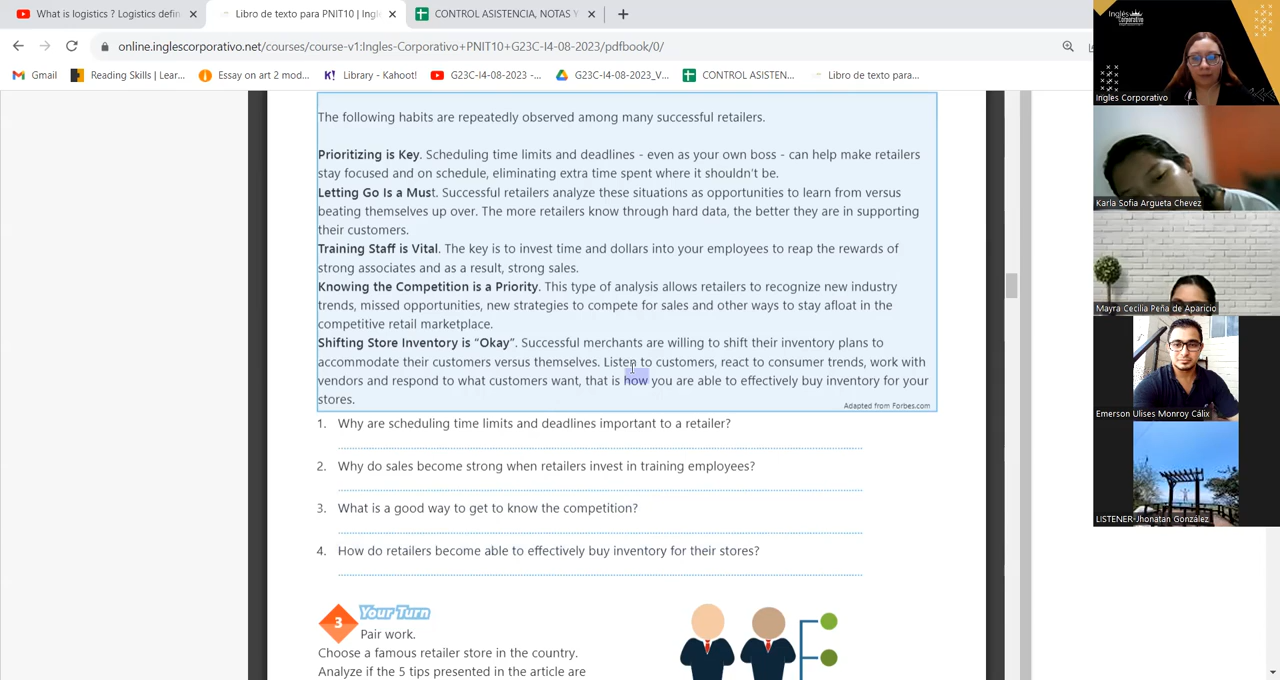 What is logistics ? Logistics defin
Libro de texto para PNIT10 | Ingl
CONTROL ASISTENCIA, NOTAS Y
online.inglescorporativo.net/courses/course-v1:Ingles-Corporativo+PNIT10+G23C-I4-08-2023/pdfbook/0/
Gmail
Reading Skills | Lear...
Essay on art 2 mod...
Library - Kahoot!
G23C-I4-08-2023 -...
G23C-I4-08-2023_V...
CONTROL ASISTEN...
Libro de texto para...
The following habits are repeatedly observed among many successful retailers.
Prioritizing is Key. Scheduling time limits and deadlines - even as your own boss - can help make retailers
stay focused and on schedule, eliminating extra time spent where it shouldn't be.
Letting Go Is a Must. Successful retailers analyze these situations as opportunities to learn from versus
beating themselves up over. The more retailers know through hard data, the better they are in supporting
their customers.
Training Staff is Vital. The key is to invest time and dollars into your employees to reap the rewards of
strong associates and as a result, strong sales.
Knowing the Competition is a Priority. This type of analysis allows retailers to recognize new industry
trends, missed opportunities, new strategies to compete for sales and other ways to stay afloat in the
competitive retail marketplace.
Shifting Store Inventory is "Okay". Successful merchants are willing to shift their inventory plans to
accommodate their customers versus themselves. Listen to customers, react to consumer trends, work with
vendors and respond to what customers want, that is how you are able to effectively buy inventory for your
stores.
Adapted from Forbes.com
1. Why are scheduling time limits and deadlines important to a retailer?
2. Why do sales become strong when retailers invest in training employees?
3. What is a good way to get to know the competition?
4. How do retailers become able to effectively buy inventory for their stores?
3 Your Turn
Pair work.
Choose a famous retailer store in the country.
Analyze if the 5 tips presented in the article are
Inglés
Corporativo
Ingles Corporativo
Karla Sofia Argueta Chevez
Mayra Cecilia Peña de Aparicio
Emerson Ulises Monroy Cálix
LISTENER-Jhonatan González